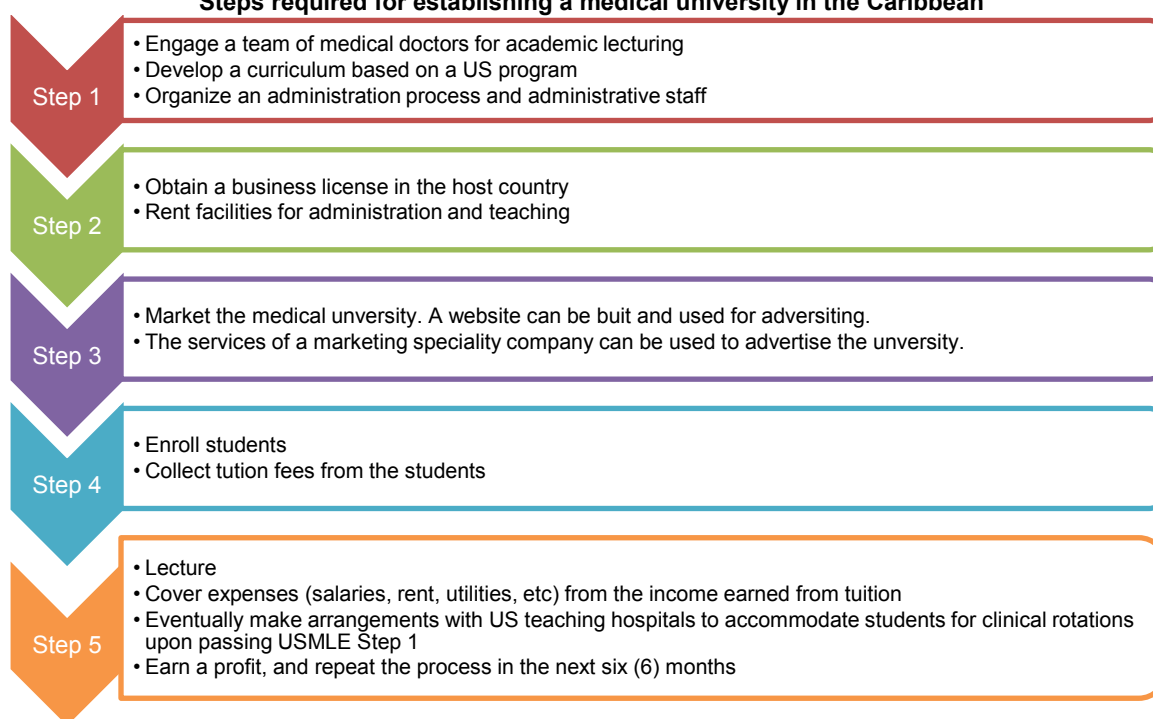 Steps required for establishing a medical university in the Caribbean
Step 1
• Engage a team of medical doctors for academic lecturing
• Develop a curriculum based on a US program
• Organize an administration process and administrative staff
Step 2
• Obtain a business license in the host country
• Rent facilities for administration and teaching
Step 3
• Market the medical unversity. A website can be buit and used for adversiting.
• The services of a marketing speciality company can be used to advertise the unversity.
Step 4
• Enroll students
• Collect tution fees from the students
Step 5
• Lecture
• Cover expenses (salaries, rent, utilities, etc) from the income earned from tuition
• Eventually make arrangements with US teaching hospitals to accommodate students for clinical rotations
upon passing USMLE Step 1
• Earn a profit, and repeat the process in the next six (6) months